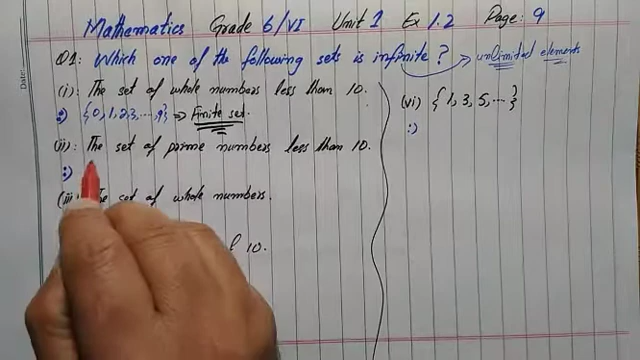 Mathematics Grade 6/VI Unit 1 Ex 1.2 Page: 9
Date:
Q1: Which one of the following sets is infinite? → unlimited elements
(i): The set of whole numbers less than 10.
:) {0,1,2,3,...,9} => Finite set.
(ii): The set of prime numbers less than 10.
:)
(iii) The set of whole numbers.
10.
(vi) {1, 3, 5, ...}
:)